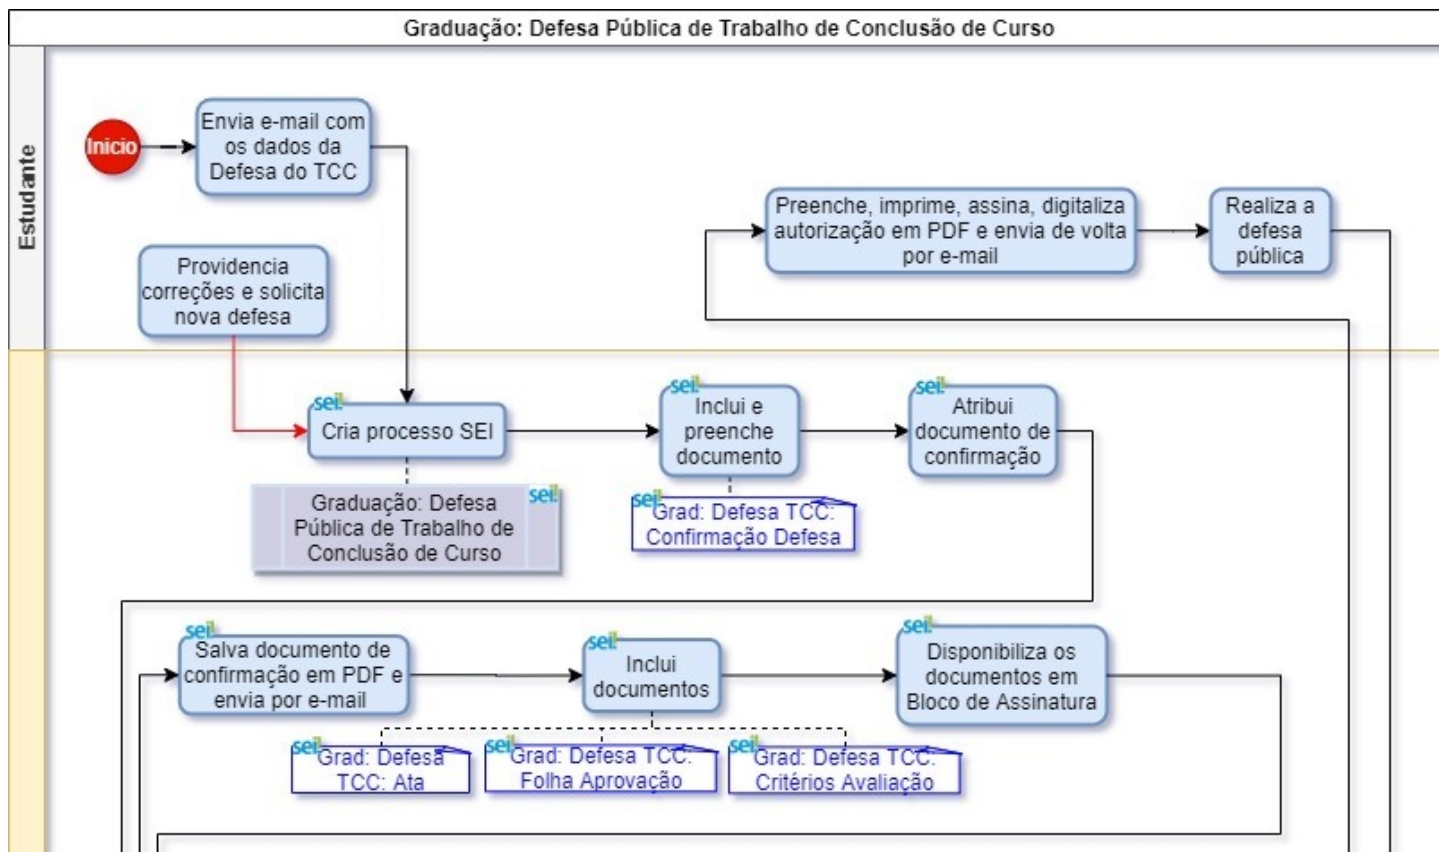 Graduação: Defesa Pública de Trabalho de Conclusão de Curso
Estudante
Inicio
Envia e-mail com
os dados da
Defesa do TCC
Preenche, imprime, assina, digitaliza
autorização em PDF e envia de volta
por e-mail
Realiza a
defesa
pública
Providencia
correções e solicita
nova defesa
sei!
Cria processo SEI
sei!
Inclui e
preenche
documento
sei!
Atribui
documento de
confirmação
sei!
Graduação: Defesa
Pública de Trabalho de
Conclusão de Curso
sei!
Grad: Defesa TCC:
Confirmação Defesa
sei!
Salva documento de
confirmação em PDF e
envia por e-mail
sei!
Inclui
documentos
sei!
Disponibiliza os
documentos em
Bloco de Assinatura
sei!
Grad: Defesa
TCC: Ata
sei!
Grad: Defesa TCC:
Folha Aprovação
sei!
Grad: Defesa TCC:
Critérios Avaliação